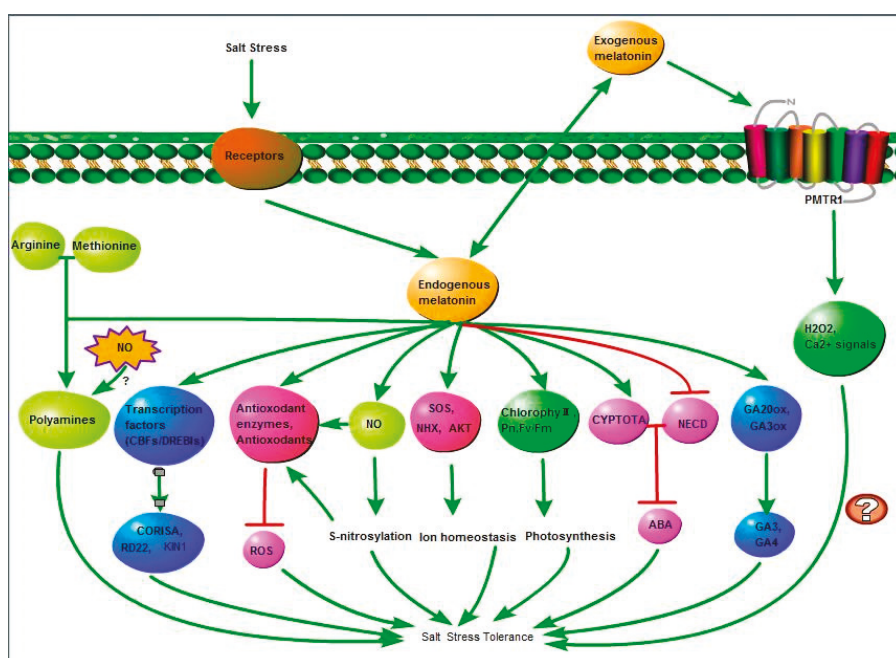 Salt Stress
Exogenous
melatonin
N
Receptors
PMTR1
Arginine
Methionine
Endogenous
melatonin
H2O2,
Ca2+ signals
NO
?
Polyamines
Transcription
factors
(CBFs/DREBIs)
Antioxodant
enzymes,
Antioxodants
NO
SOS,
NHX, AKT
Chlorophy II
Pn,Fv/Fm
CYPTOTA
NECD
GA20ox,
GA3ox
?
CORISA,
RD22, KIN1
ROS
S-nitrosylation
Ion homeostasis
Photosynthesis
ABA
GA3,
GA4
Salt Stress Tolerance